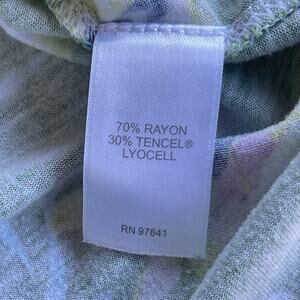 70% RAYON
30% TENCEL®
LYOCELL
RN 97641